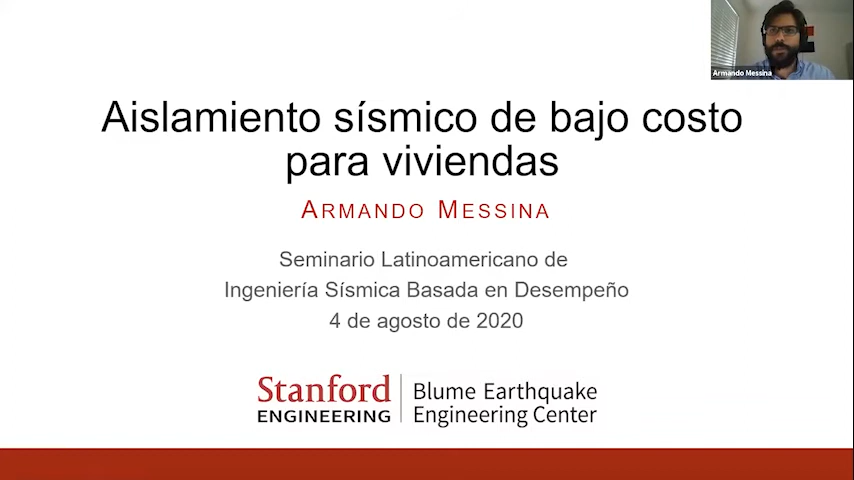 Armando Messina
Aislamiento sísmico de bajo costo
para viviendas
ARMANDO MESSINA
Seminario Latinoamericano de
Ingeniería Sísmica Basada en Desempeño
4 de agosto de 2020
Stanford
ENGINEERING
Blume Earthquake
Engineering Center